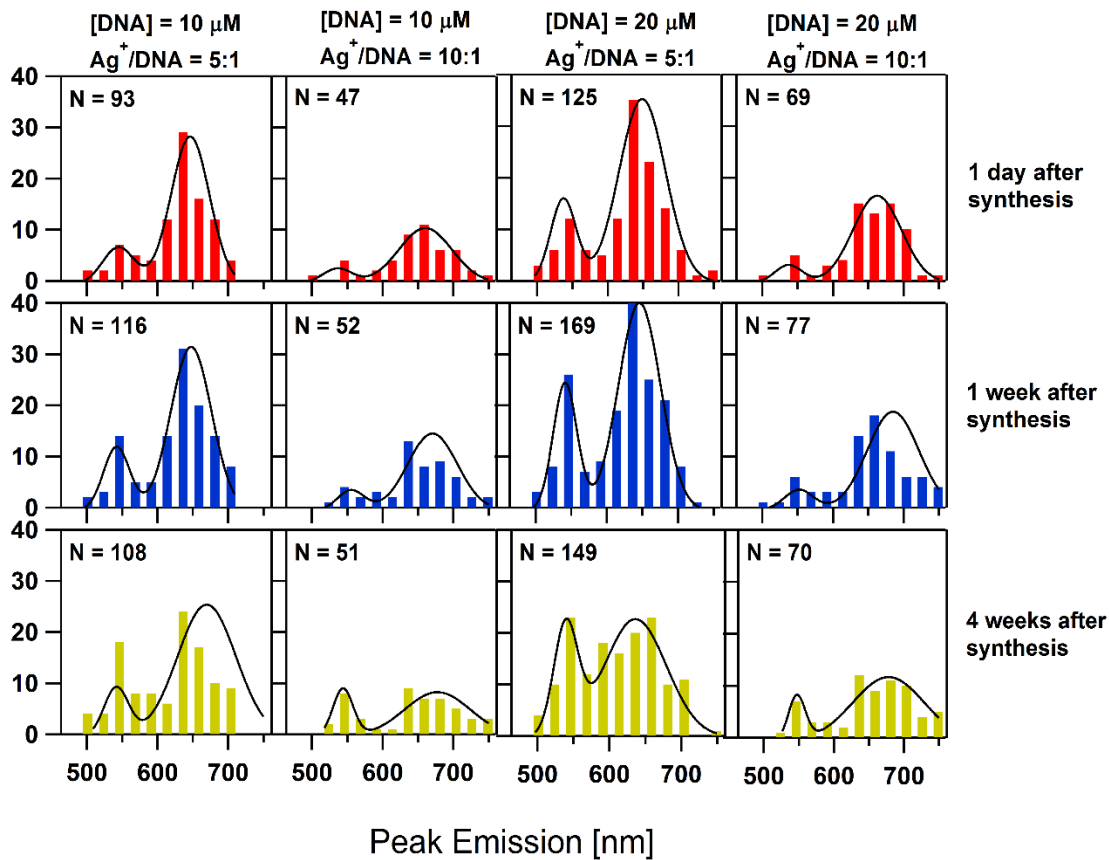 [DNA] = 10 μM
Ag⁺/DNA = 5:1
[DNA] = 10 μM
Ag⁺/DNA = 10:1
[DNA] = 20 μM
Ag⁺/DNA = 5:1
[DNA] = 20 μM
Ag⁺/DNA = 10:1
40
30
20
10
0
N = 93
N = 47
N = 125
N = 69
1 day after
synthesis
40
30
20
10
0
N = 116
N = 52
N = 169
N = 77
1 week after
synthesis
40
30
20
10
0
N = 108
N = 51
N = 149
N = 70
4 weeks after
synthesis
500 600 700
500 600 700
500 600 700
500 600 700
Peak Emission [nm]